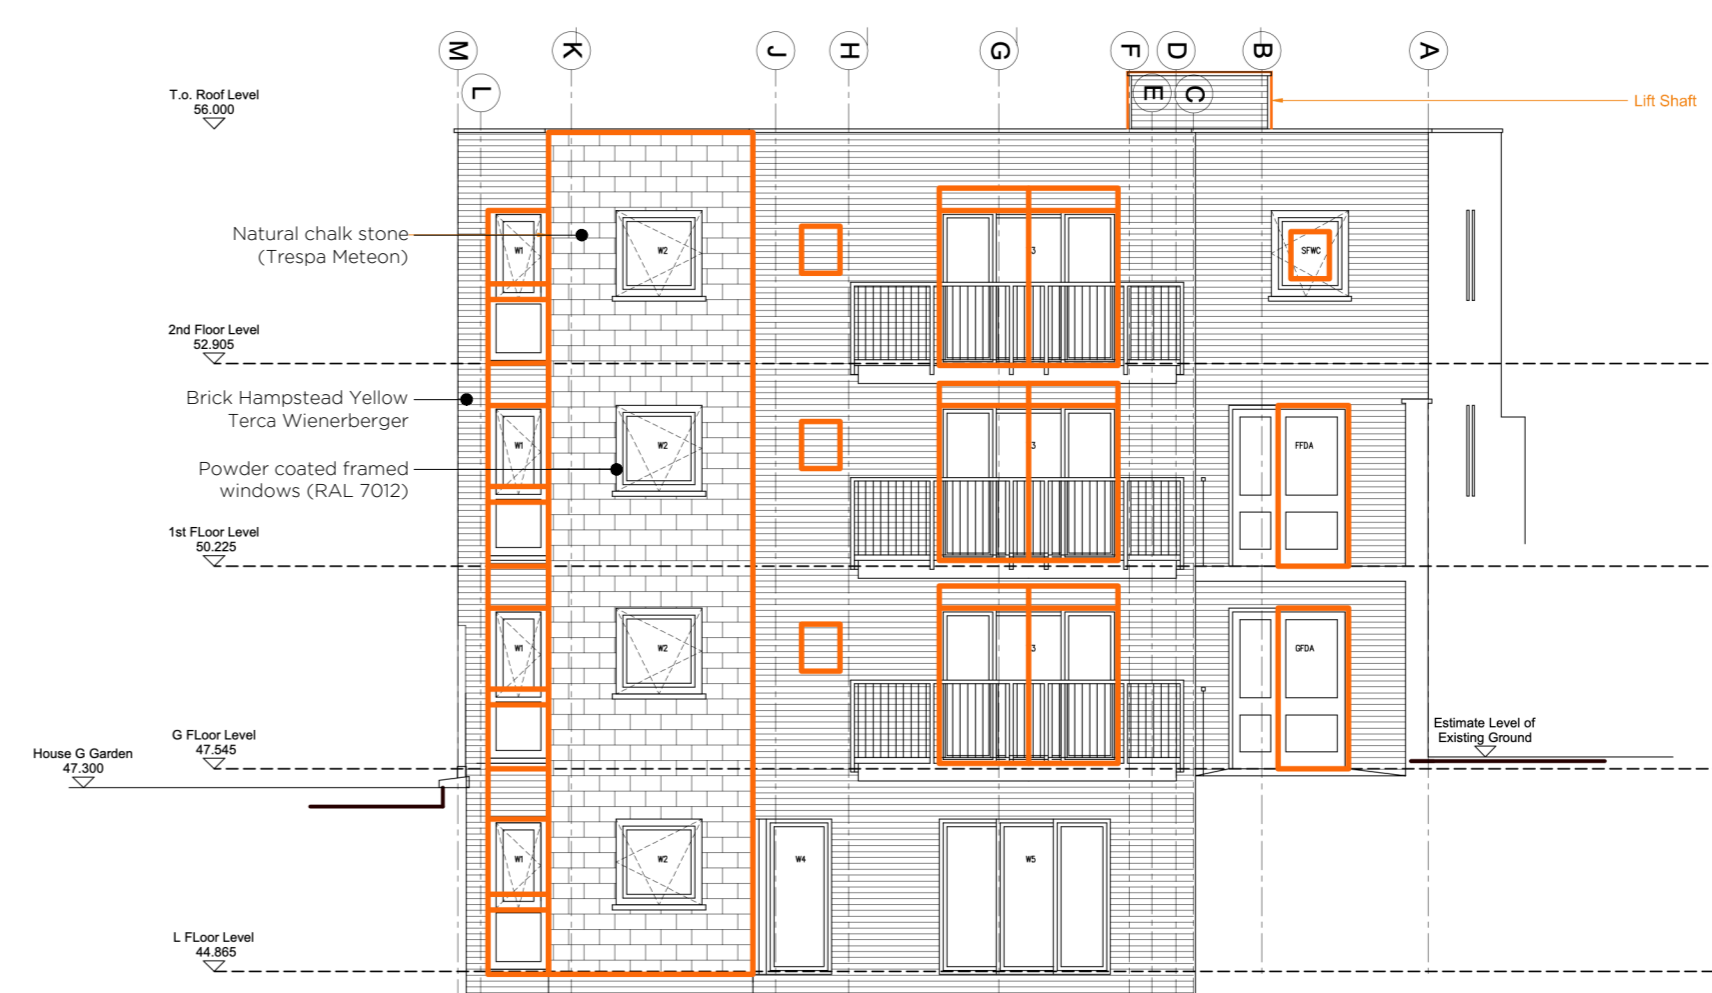 M
K
J
H
G
F
D
B
A
L
E
C
T.o. Roof Level
56.000
Lift Shaft
Natural chalk stone
(Trespa Meteon)
W1
W2
3
SFWC
2nd Floor Level
52.905
Brick Hampstead Yellow
Terca Wienerberger
W1
W2
3
FFDA
Powder coated framed
windows (RAL 7012)
1st FLoor Level
50.225
W1
W2
3
GFDA
G FLoor Level
47.545
Estimate Level of
Existing Ground
House G Garden
47.300
W1
W2
W4
W5
L FLoor Level
44.865